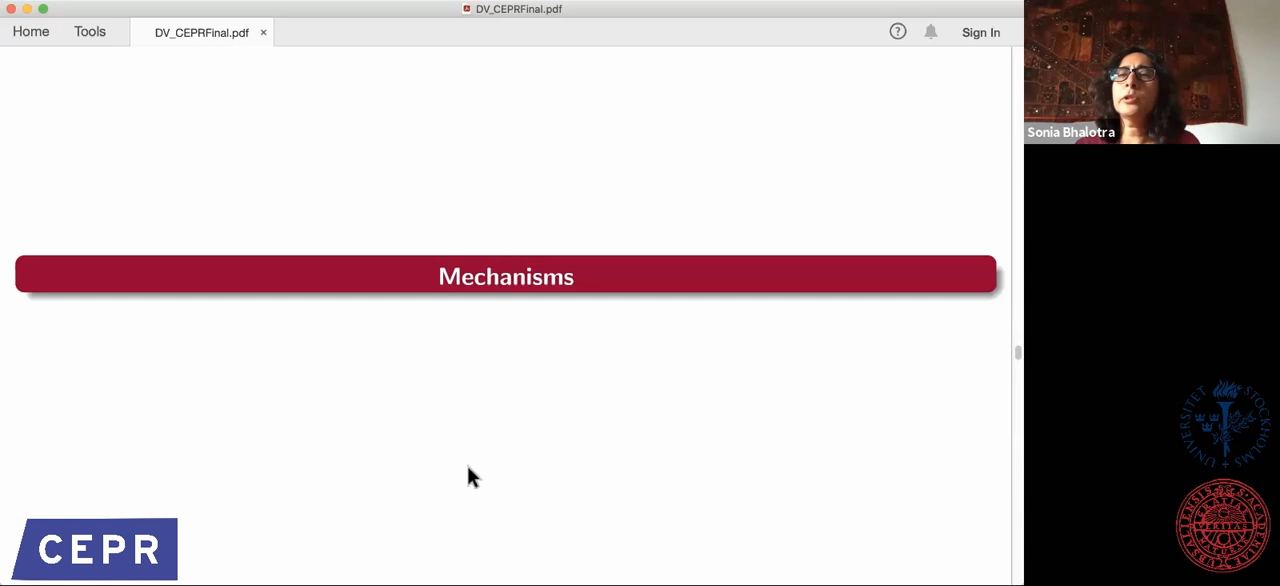 DV_CEPRFinal.pdf
Home Tools DV_CEPRFinal.pdf × ? Sign In
Sonia Bhalotra
Mechanisms
CEPR